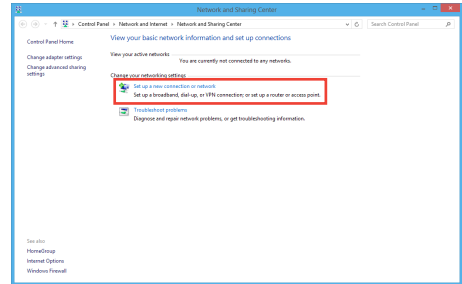 Network and Sharing Center
Control Panel » Network and Internet » Network and Sharing Center
Search Control Panel
Control Panel Home
Change adapter settings
Change advanced sharing
settings
View your basic network information and set up connections
View your active networks
You are currently not connected to any networks.
Change your networking settings
Set up a new connection or network
Set up a broadband, dial-up, or VPN connection; or set up a router or access point.
Troubleshoot problems
Diagnose and repair network problems, or get troubleshooting information.
See also
HomeGroup
Internet Options
Windows Firewall